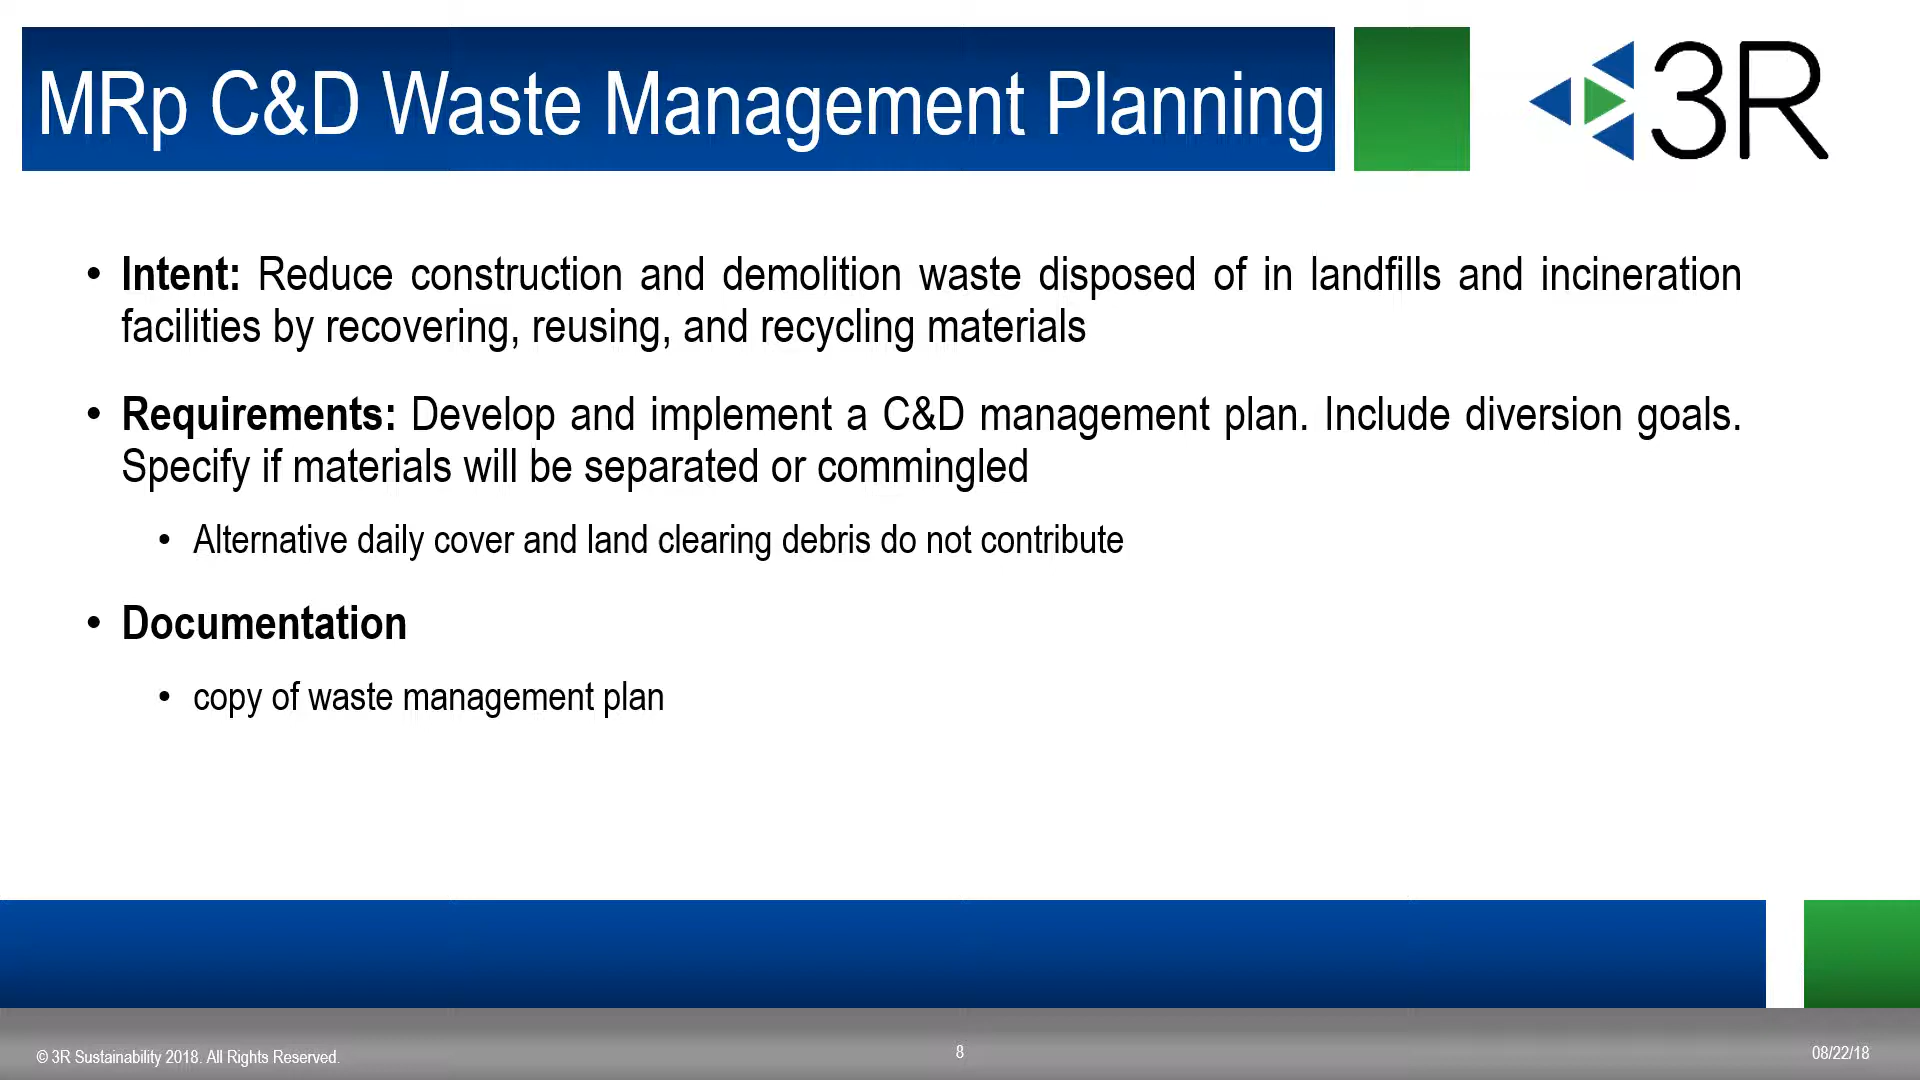 MRp C&D Waste Management Planning
3R
• Intent: Reduce construction and demolition waste disposed of in landfills and incineration
facilities by recovering, reusing, and recycling materials
• Requirements: Develop and implement a C&D management plan. Include diversion goals.
Specify if materials will be separated or commingled
• Alternative daily cover and land clearing debris do not contribute
• Documentation
• copy of waste management plan
© 3R Sustainability 2018. All Rights Reserved.
8
08/22/18